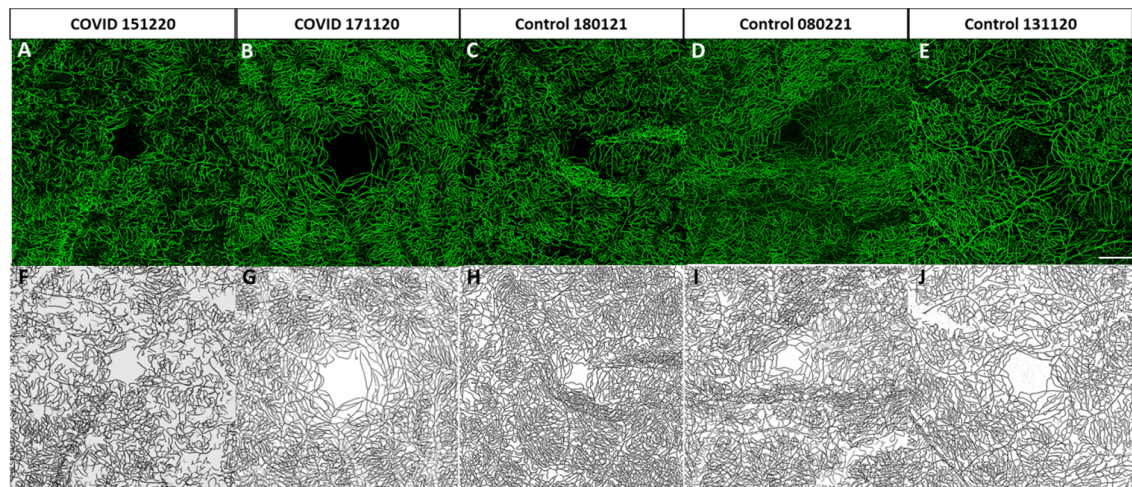 COVID 151220 COVID 171120 Control 180121 Control 080221 Control 131120
A B C D E
F G H I J